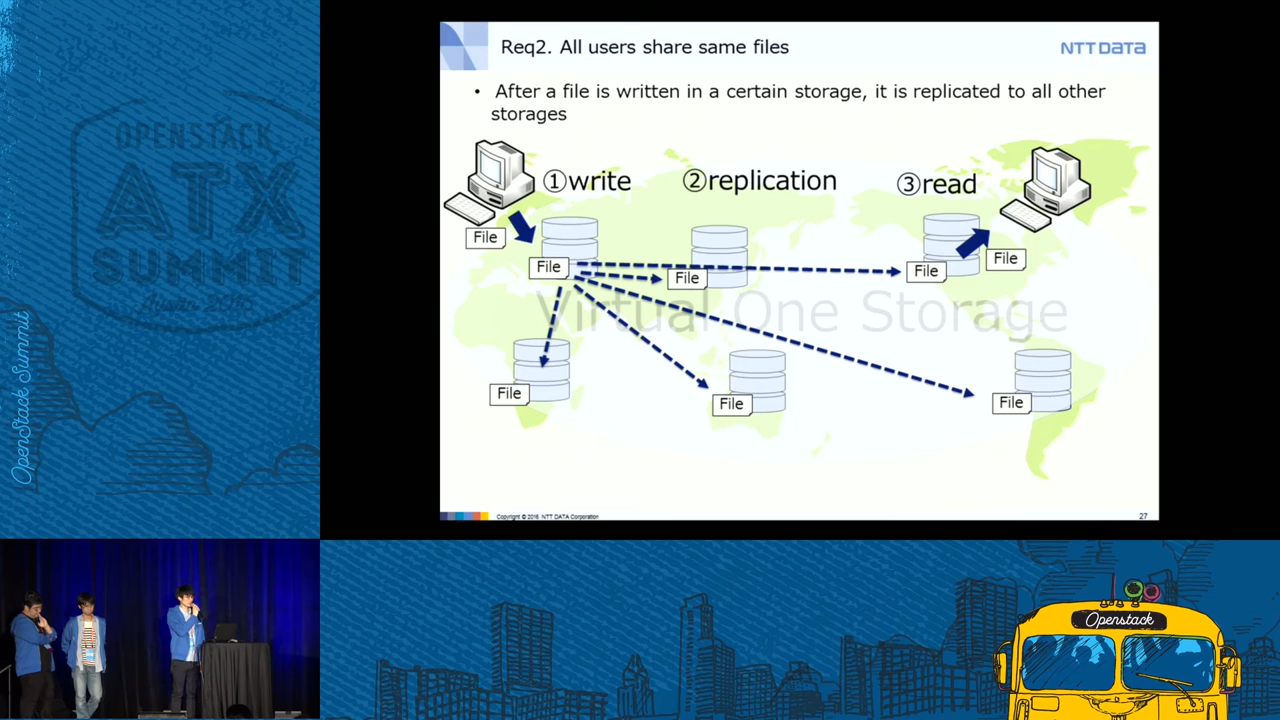 OPENSTACK
ATX
SUMMIT
OpenStack Summit
Req2. All users share same files
NTT DATA
• After a file is written in a certain storage, it is replicated to all other
storages
①write
②replication
③read
File
File
File
File
File
Virtual One Storage
File
File
File
Copyright © 2016 NTT DATA Corporation
27
Openstack